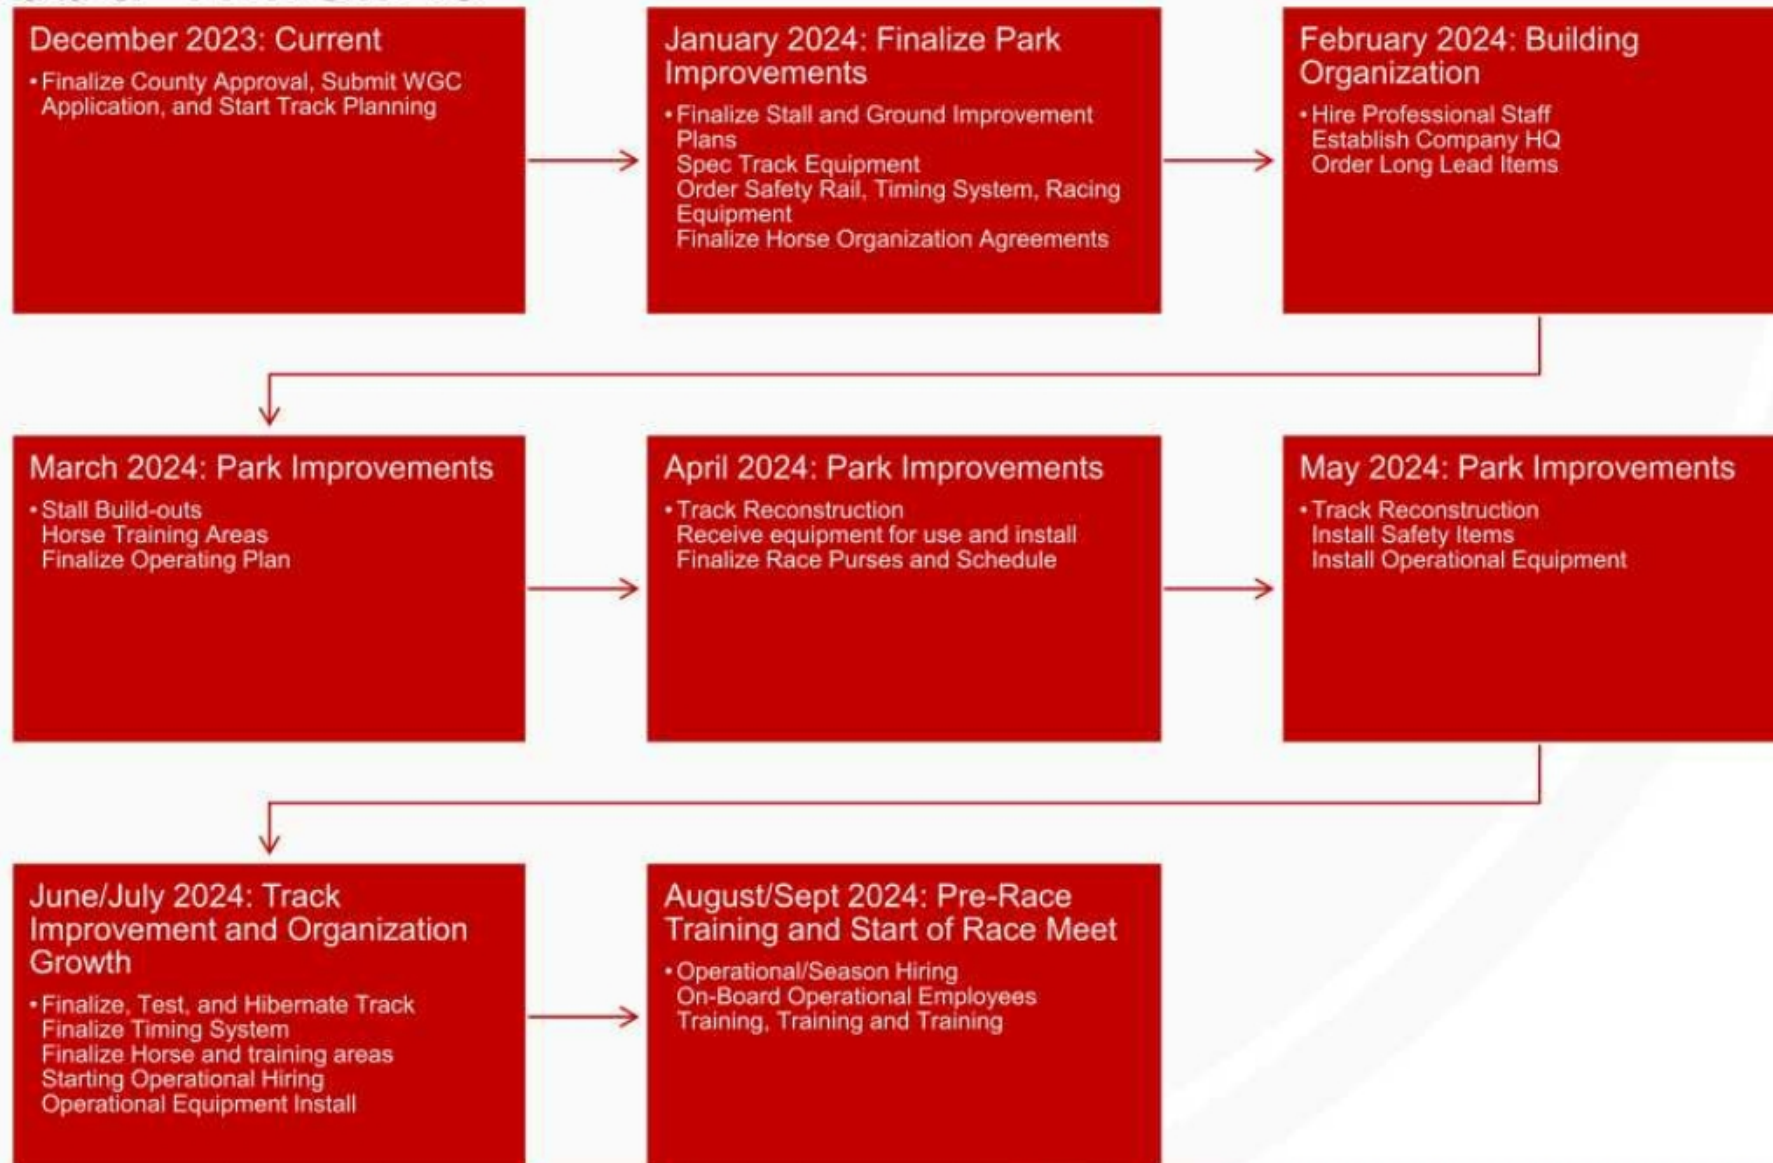 December 2023: Current
• Finalize County Approval, Submit WGC
Application, and Start Track Planning
January 2024: Finalize Park
Improvements
• Finalize Stall and Ground Improvement
Plans
Spec Track Equipment
Order Safety Rail, Timing System, Racing
Equipment
Finalize Horse Organization Agreements
February 2024: Building
Organization
• Hire Professional Staff
Establish Company HQ
Order Long Lead Items
March 2024: Park Improvements
• Stall Build-outs
Horse Training Areas
Finalize Operating Plan
April 2024: Park Improvements
• Track Reconstruction
Receive equipment for use and install
Finalize Race Purses and Schedule
May 2024: Park Improvements
• Track Reconstruction
Install Safety Items
Install Operational Equipment
June/July 2024: Track
Improvement and Organization
Growth
• Finalize, Test, and Hibernate Track
Finalize Timing System
Finalize Horse and training areas
Starting Operational Hiring
Operational Equipment Install
August/Sept 2024: Pre-Race
Training and Start of Race Meet
• Operational/Season Hiring
On-Board Operational Employees
Training, Training and Training